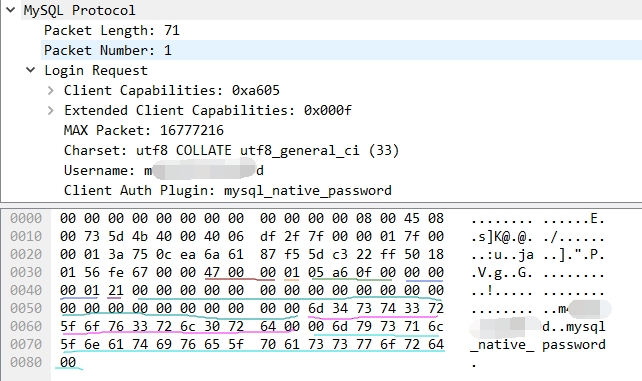 MySQL Protocol
Packet Length: 71
Packet Number: 1
Login Request
Client Capabilities: 0xa605
Extended Client Capabilities: 0x000f
MAX Packet: 16777216
Charset: utf8 COLLATE utf8_general_ci (33)
Username: m d
Client Auth Plugin: mysql_native_password
0000 00 00 00 00 00 00 00 00 00 00 00 00 08 00 45 08 ........ ......E.
0010 00 73 5d 4b 40 00 40 06 df 2f 7f 00 00 01 7f 00 .s]K@.@. ./......
0020 00 01 3a 75 0c ea 6a 61 87 f5 5d c3 22 ff 50 18 ..:u..ja ..].".P.
0030 01 56 fe 67 00 00 47 00 00 01 05 a6 0f 00 00 00 .V.g..G. ........
0040 00 01 21 00 00 00 00 00 00 00 00 00 00 00 00 00 ..!..... ........
0050 00 00 00 00 00 00 00 00 00 00 6d 34 73 74 33 72 ........ ..m4
0060 5f 6f 76 33 72 6c 30 72 64 00 00 6d 79 73 71 6c d..mysql
0070 5f 6e 61 74 69 76 65 5f 70 61 73 73 77 6f 72 64 _native_ password
0080 00 .